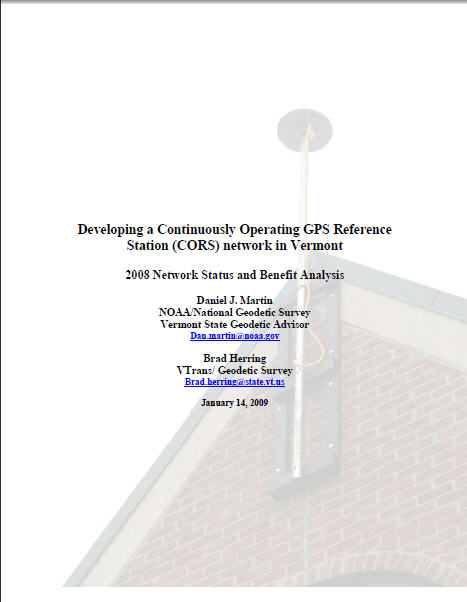 Developing a Continuously Operating GPS Reference
Station (CORS) network in Vermont
2008 Network Status and Benefit Analysis
Daniel J. Martin
NOAA/National Geodetic Survey
Vermont State Geodetic Advisor
Dan.martin@noaa.gov
Brad Herring
VTrans/ Geodetic Survey
Brad.herring@state.vt.us
January 14, 2009